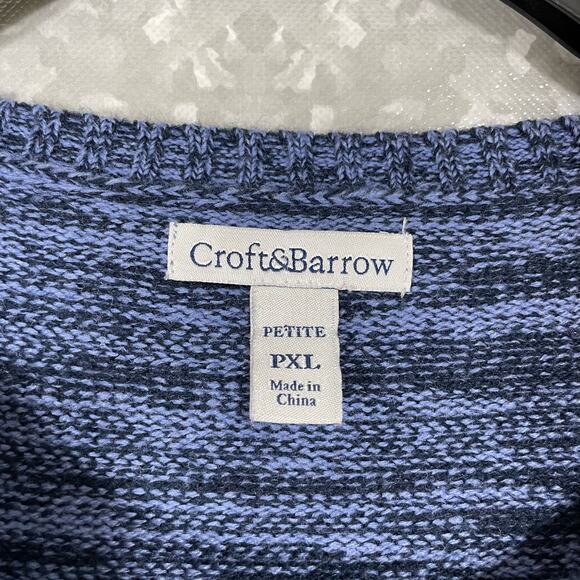 Croft&Barrow
PETITE
PXL
Made in
China